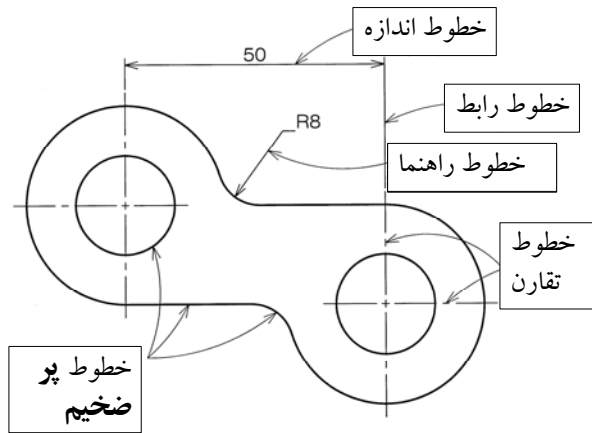 خطوط اندازه
50
خطوط رابط
R8
خطوط راهنما
خطوط
تقارن
خطوط پر
ضخیم